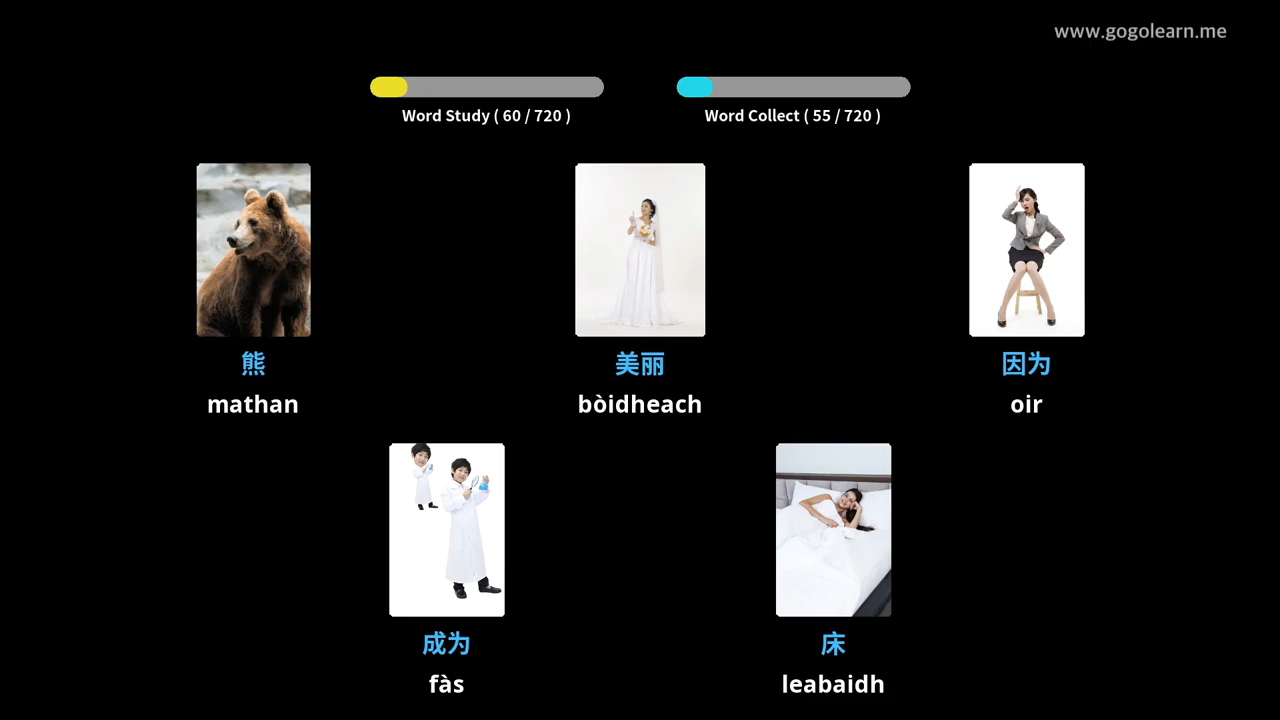 www.gogolearn.me
Word Study ( 60 / 720 )
Word Collect ( 55 / 720 )
熊
mathan
美丽
bòidheach
因为
oir
成为
fàs
床
leabaidh